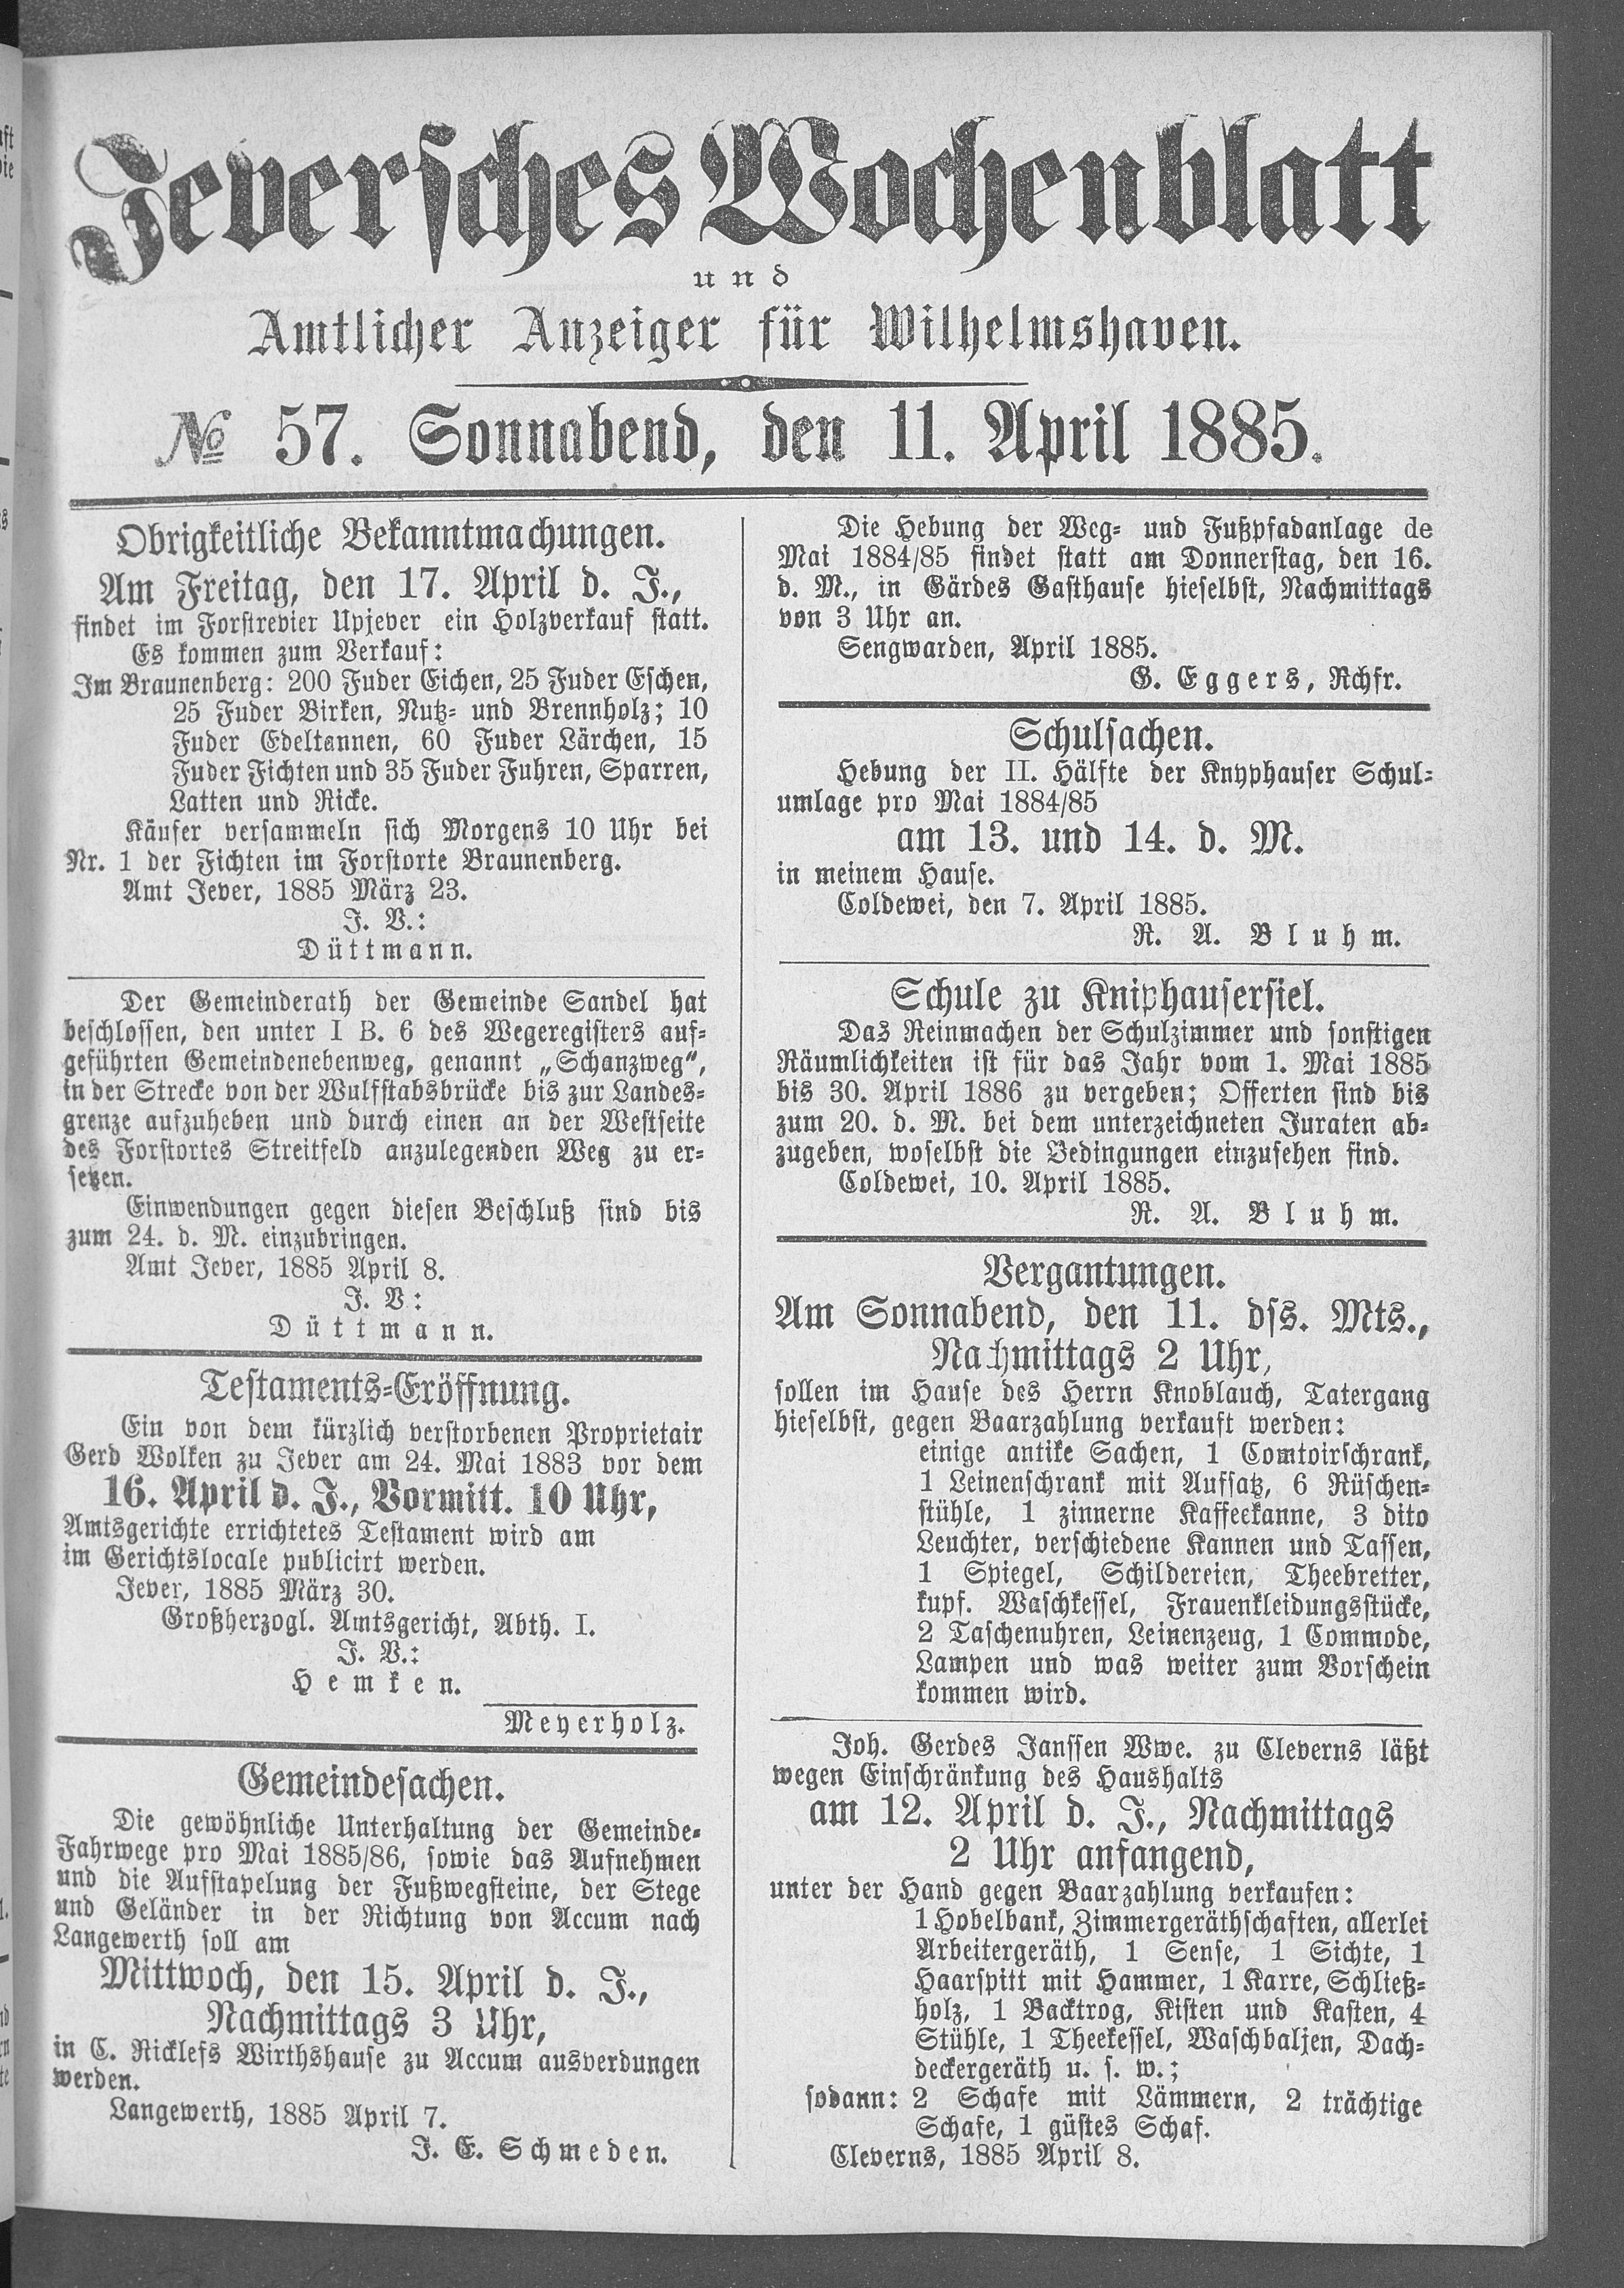 Jeversches Wochenblatt
und
Amtlicher Anzeiger für Wilhelmshaven.
№ 57. Sonnabend, den 11. April 1885.
Obrigkeitliche Bekanntmachungen.
Am Freitag, den 17. April d. J.,
findet im Forstrevier Upjever ein Holzverkauf statt.
Es kommen zum Verkauf:
Im Braunenberg: 200 Fuder Eichen, 25 Fuder Eschen,
25 Fuder Birken, Nutz- und Brennholz; 10
Fuder Edeltannen, 60 Fuder Lärchen, 15
Fuder Fichten und 35 Fuder Fuhren, Sparren,
Latten und Ricke.
Käufer versammeln sich Morgens 10 Uhr bei
Nr. 1 der Fichten im Forstorte Braunenberg.
Amt Jever, 1885 März 23.
J. V.:
Düttmann.
Der Gemeinderath der Gemeinde Sandel hat
beschlossen, den unter I B. 6 des Wegeregisters auf-
geführten Gemeindenebenweg, genannt „Schanzweg“,
in der Strecke von der Wulfstabsbrücke bis zur Landes-
grenze aufzuheben und durch einen an der Westseite
des Forstortes Streitfeld anzulegenden Weg zu er-
setzen.
Einwendungen gegen diesen Beschluß sind bis
zum 24. d. M. einzubringen.
Amt Jever, 1885 April 8.
J. V:
Düttmann.
Testaments-Eröffnung.
Ein von dem kürzlich verstorbenen Proprietair
Gerd Wolken zu Jever am 24. Mai 1883 vor dem
16. April d. J., Vormitt. 10 Uhr,
Amtsgerichte errichtetes Testament wird am
im Gerichtslocale publicirt werden.
Jever, 1885 März 30.
Großherzogl. Amtsgericht, Abth. I.
J. V.:
Hemken.
Meyerholz.
Gemeindesachen.
Die gewöhnliche Unterhaltung der Gemeinde-
Fahrwege pro Mai 1885/86, sowie das Aufnehmen
und die Aufstapelung der Fußwegsteine, der Stege
und Geländer in der Richtung von Accum nach
Langewerth soll am
Mittwoch, den 15. April d. J.,
Nachmittags 3 Uhr,
in C. Ricklefs Wirthshause zu Accum ausverdungen
werden.
Langewerth, 1885 April 7.
J. E. Schmeden.
Die Hebung der Weg- und Fußpfadanlage de
Mai 1884/85 findet statt am Donnerstag, den 16.
d. M., in Gärdes Gasthause hieselbst, Nachmittags
von 3 Uhr an.
Sengwarden, April 1885.
G. Eggers, Rchfr.
Schulsachen.
Hebung der II. Hälfte der Knyphauser Schul-
umlage pro Mai 1884/85
am 13. und 14. d. M.
in meinem Hause.
Coldewei, den 7. April 1885.
R. A. Bluhm.
Schule zu Kniphausersiel.
Das Reinmachen der Schulzimmer und sonstigen
Räumlichkeiten ist für das Jahr vom 1. Mai 1885
bis 30. April 1886 zu vergeben; Offerten sind bis
zum 20. d. M. bei dem unterzeichneten Juraten ab-
zugeben, woselbst die Bedingungen einzusehen sind.
Coldewei, 10. April 1885.
R. A. Bluhm.
Vergantungen.
Am Sonnabend, den 11. dss. Mts.,
Nachmittags 2 Uhr,
sollen im Hause des Herrn Knoblauch, Tatergang
hieselbst, gegen Baarzahlung verkauft werden:
einige antike Sachen, 1 Comtoirschrank,
1 Leinenschrank mit Aufsatz, 6 Rüschen-
stühle, 1 zinnerne Kaffeekanne, 3 dito
Leuchter, verschiedene Kannen und Tassen,
1 Spiegel, Schildereien, Theebretter,
kupf. Waschkessel, Frauenkleidungsstücke,
2 Taschenuhren, Leinenzeug, 1 Commode,
Lampen und was weiter zum Vorschein
kommen wird.
Joh. Gerdes Janssen Wwe. zu Cleverns läßt
wegen Einschränkung des Haushalts
am 12. April d. J., Nachmittags
2 Uhr anfangend,
unter der Hand gegen Baarzahlung verkaufen:
1 Hobelbank, Zimmergeräthschaften, allerlei
Arbeitergeräth, 1 Sense, 1 Sichte, 1
Haarspitt mit Hammer, 1 Karre, Schließ-
holz, 1 Backtrog, Kisten und Kasten, 4
Stühle, 1 Theekessel, Waschbaljen, Dach-
deckergeräth u. s. w.;
sodann: 2 Schafe mit Lämmern, 2 trächtige
Schafe, 1 güstes Schaf.
Cleverns, 1885 April 8.